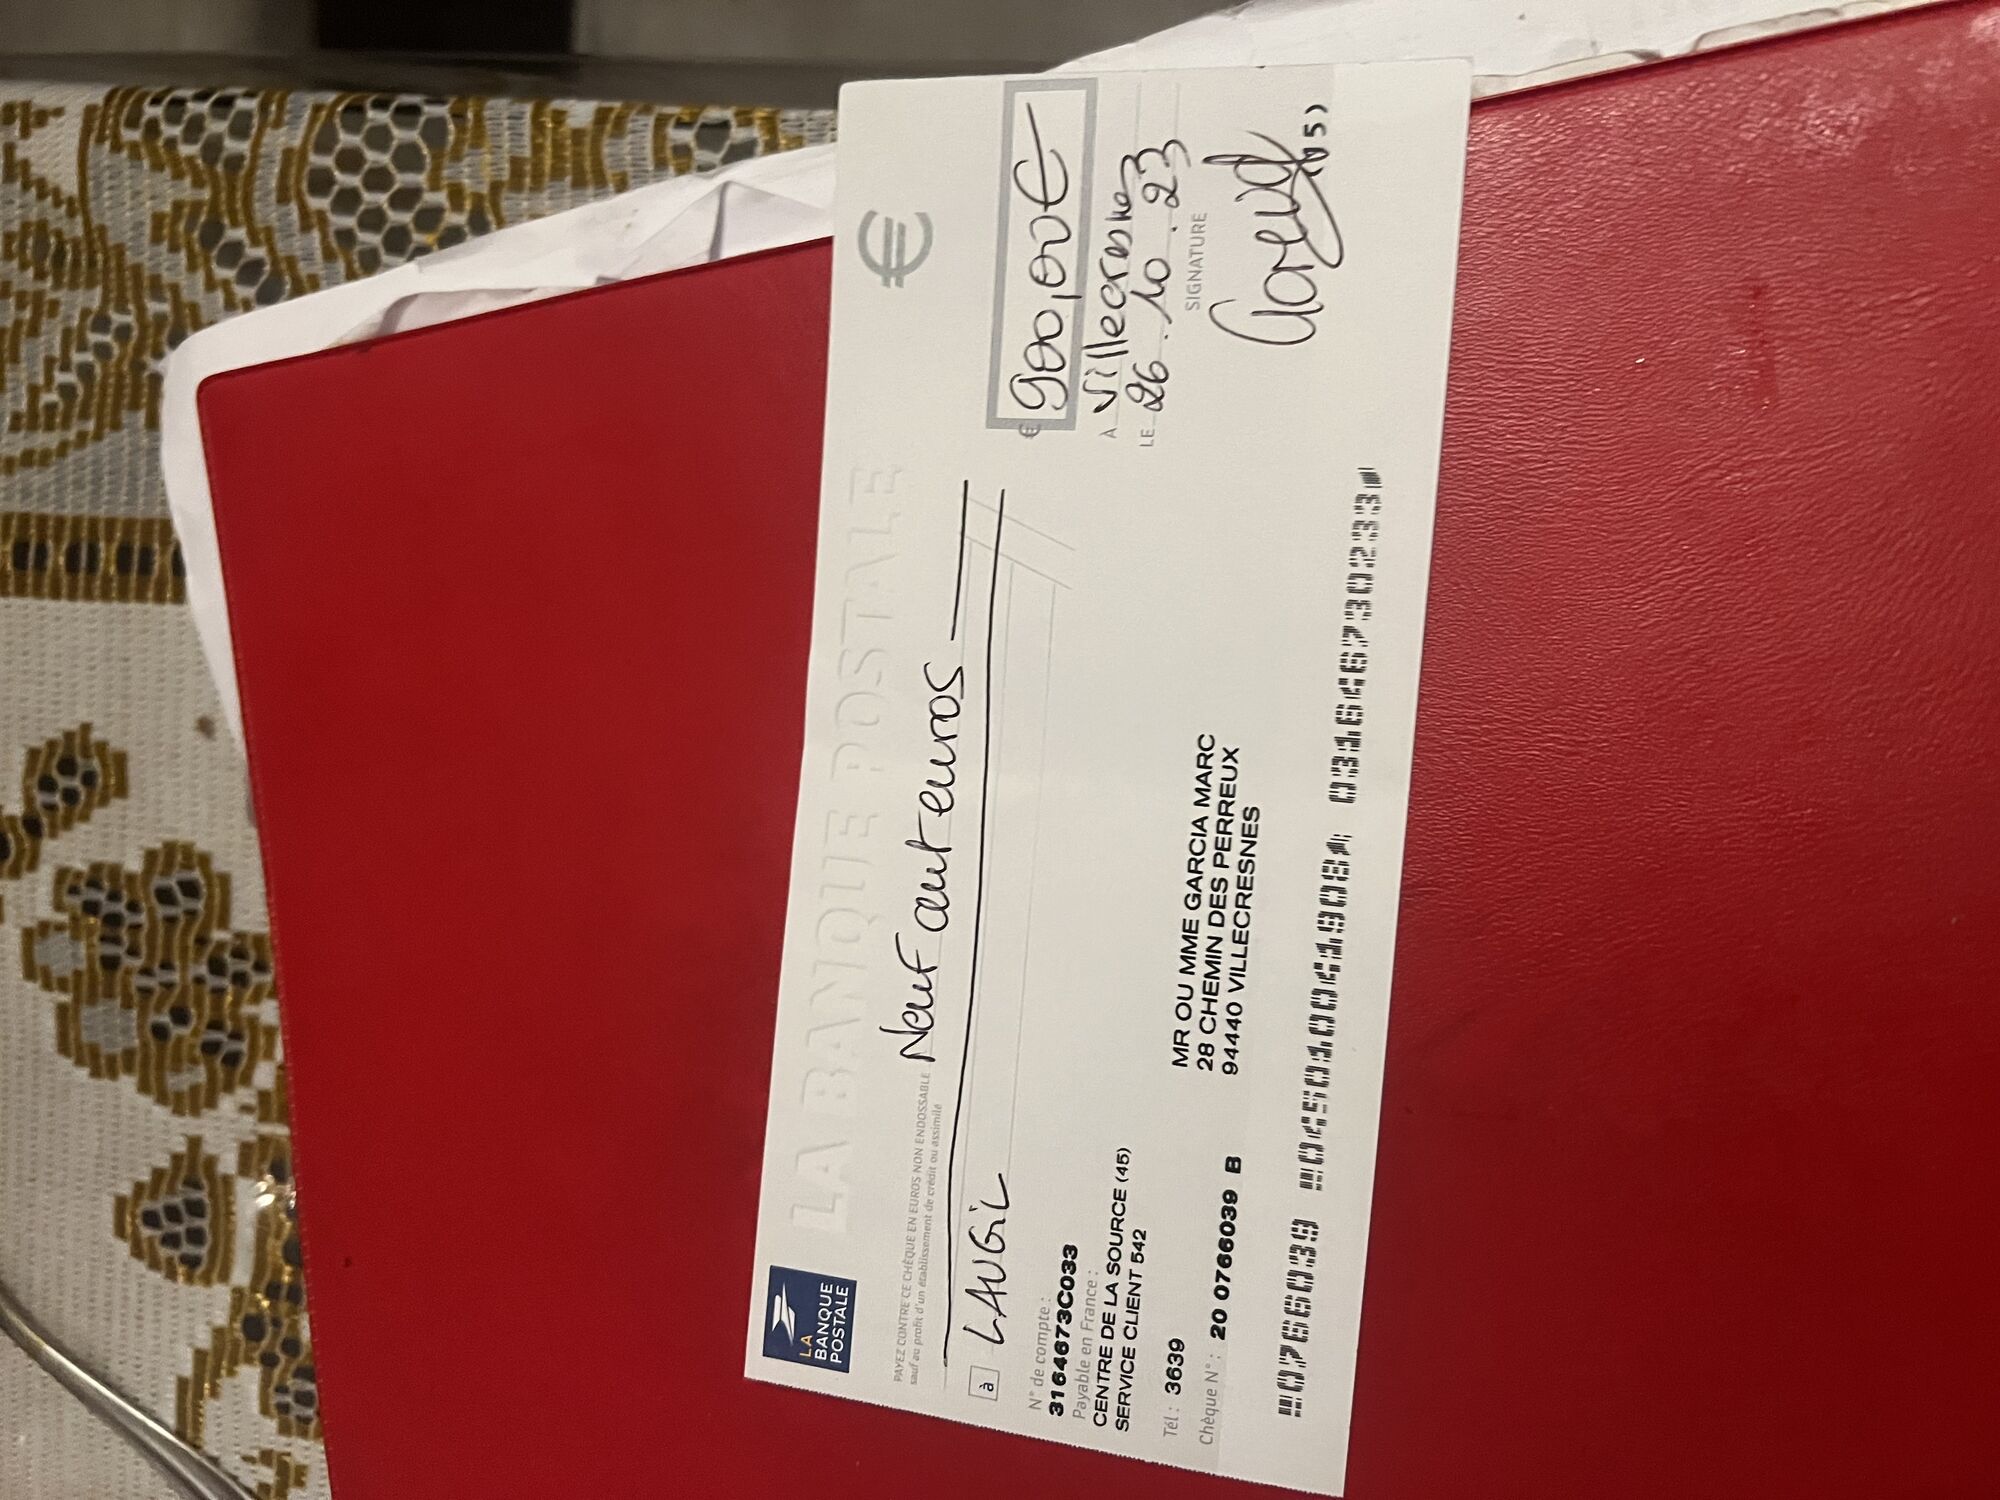 LA
BANQUE
POSTALE
LA BANQUE POSTALE
€
PAYEZ CONTRE CE CHÈQUE EN EUROS NON ENDOSSABLE Neuf cent euros
sauf au profit d'un établissement de crédit ou assimilé
à LAUGIL
€ 900,00€
N° de compte :
3164673C033
À Villecresnes
Payable en France :
CENTRE DE LA SOURCE (45)
SERVICE CLIENT 542
LE 26.10.23
SIGNATURE
Tél : 3639
MR OU MME GARCIA MARC
28 CHEMIN DES PERREUX
94440 VILLECRESNES
Chèque N° : 20 0766039 B
0766039 045010041908 031646730233